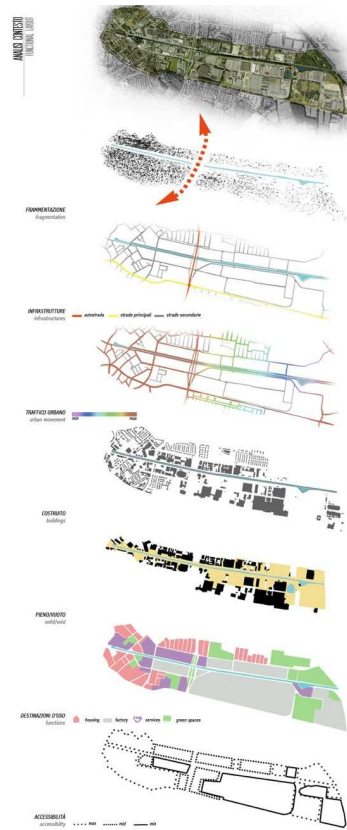 ANALISI CONTESTO
FUNCTIONAL LAYOUT
FRAMMENTAZIONE
fragmentation
INFRASTRUTTURE
infrastructures
autostrada
strade principali
strade secondarie
TRAFFICO URBANO
urban movement
min
max
COSTRUITO
buildings
PIENO/VUOTO
solid/void
DESTINAZIONI D'USO
functions
housing
factory
services
green spaces
ACCESSIBILITÀ
accessibility
max
mid
min